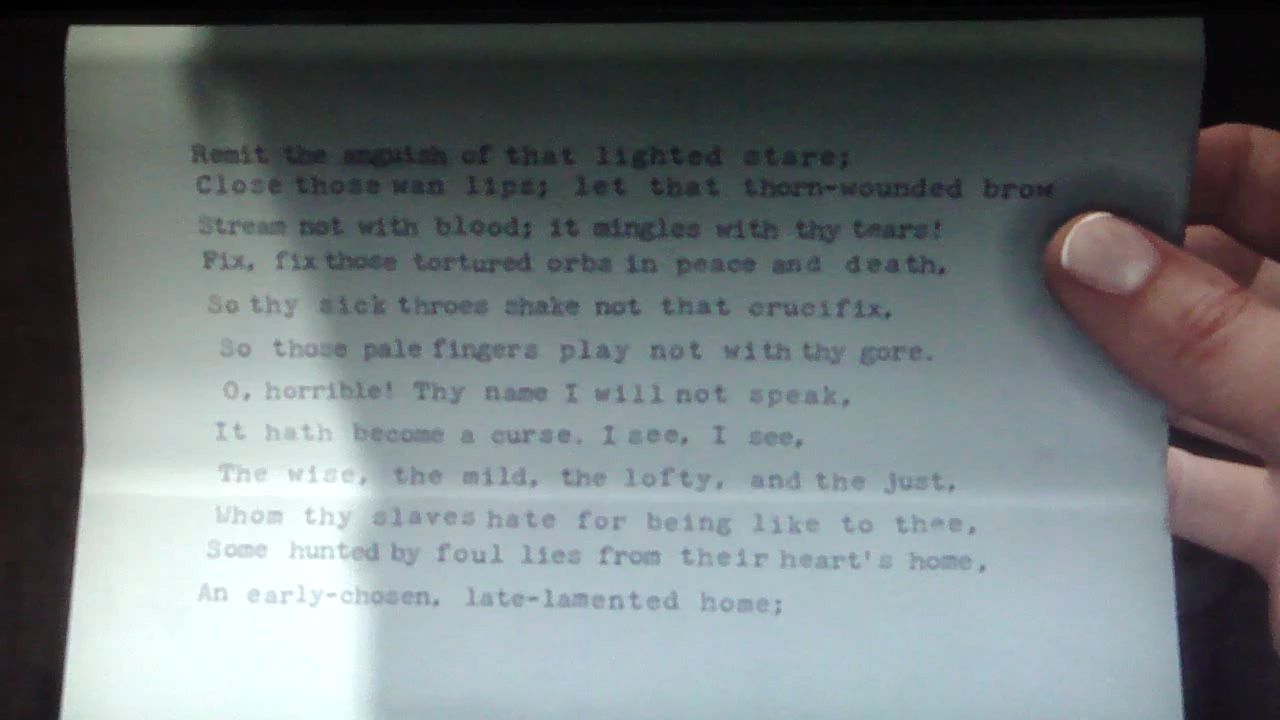 Remit the anguish of that lighted stare;
Close those wan lips; let that thorn-wounded brow
Stream not with blood; it mingles with thy tears!
Fix, fix those tortured orbs in peace and death,
So thy sick throes shake not that crucifix,
So those pale fingers play not with thy gore.
O, horrible! Thy name I will not speak,
It hath become a curse. I see, I see,
The wise, the mild, the lofty, and the just,
Whom thy slaves hate for being like to thee,
Some hunted by foul lies from their heart's home,
An early-chosen, late-lamented home;